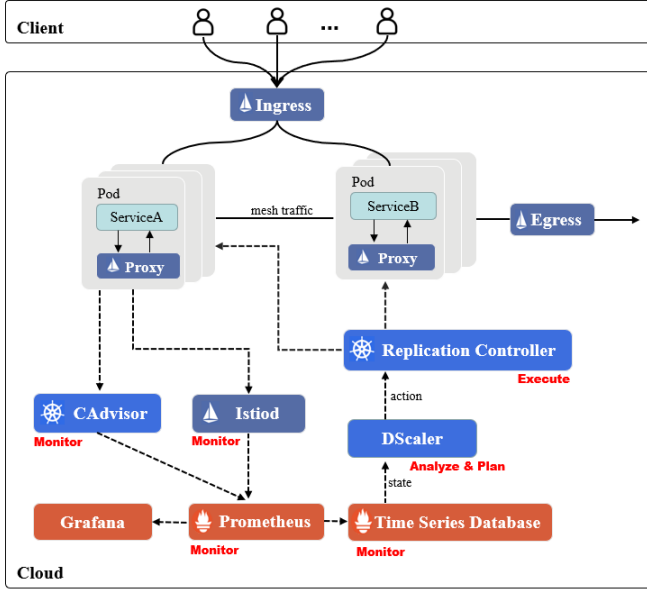 Client
...
Ingress
Pod
ServiceA
Proxy
mesh traffic
Pod
ServiceB
Proxy
Egress
Replication Controller
Execute
action
CAdvisor
Monitor
Istiod
Monitor
DScaler
Analyze & Plan
state
Grafana
Prometheus
Monitor
Time Series Database
Monitor
Cloud